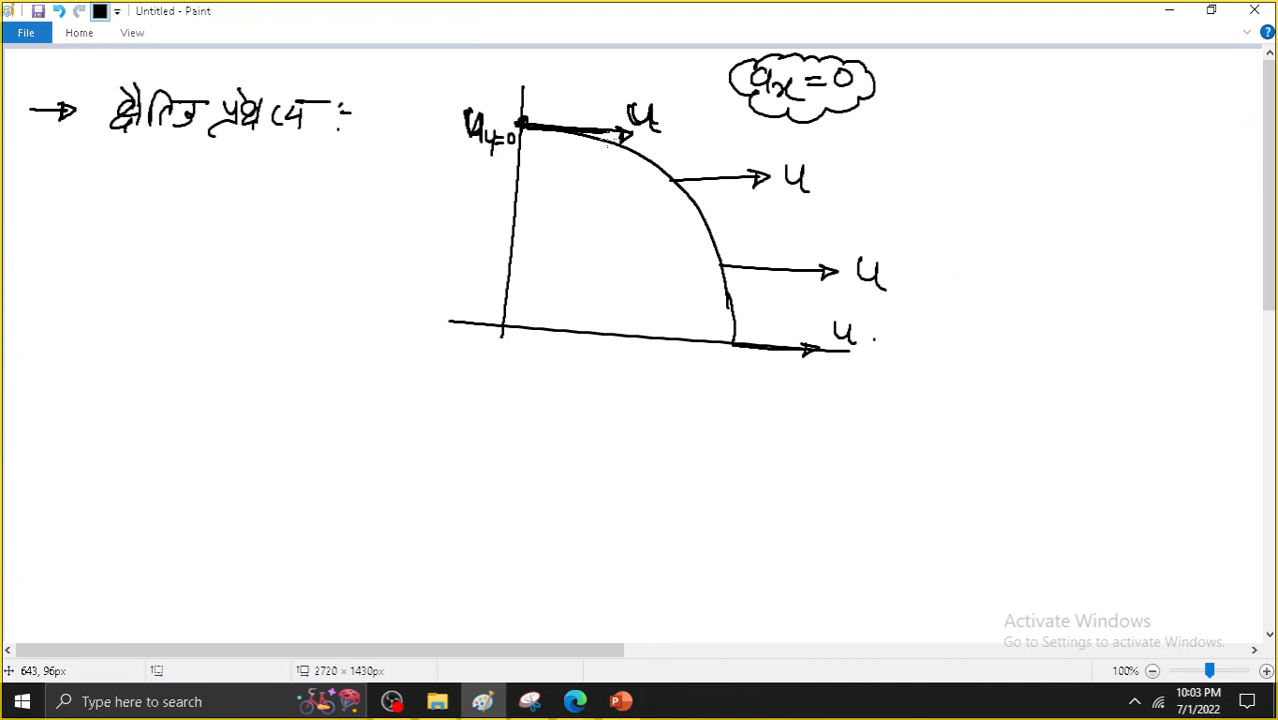 Untitled - Paint
File Home View
ax = 0
→ क्षैतिज प्रक्षेप्य :-
u
uy=0
u
u
u
Activate Windows
Go to Settings to activate Windows.
643, 96px
2720 × 1430px
100%
Type here to search
10:03 PM
7/1/2022